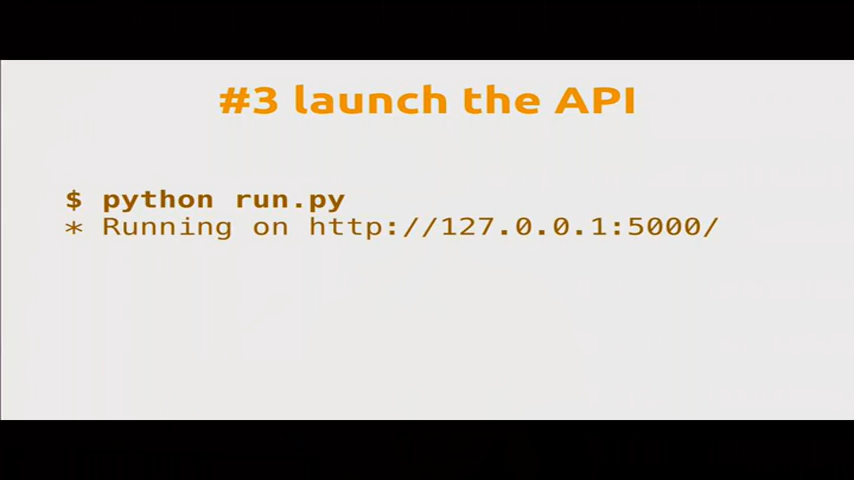 #3 launch the API
$ python run.py
* Running on http://127.0.0.1:5000/